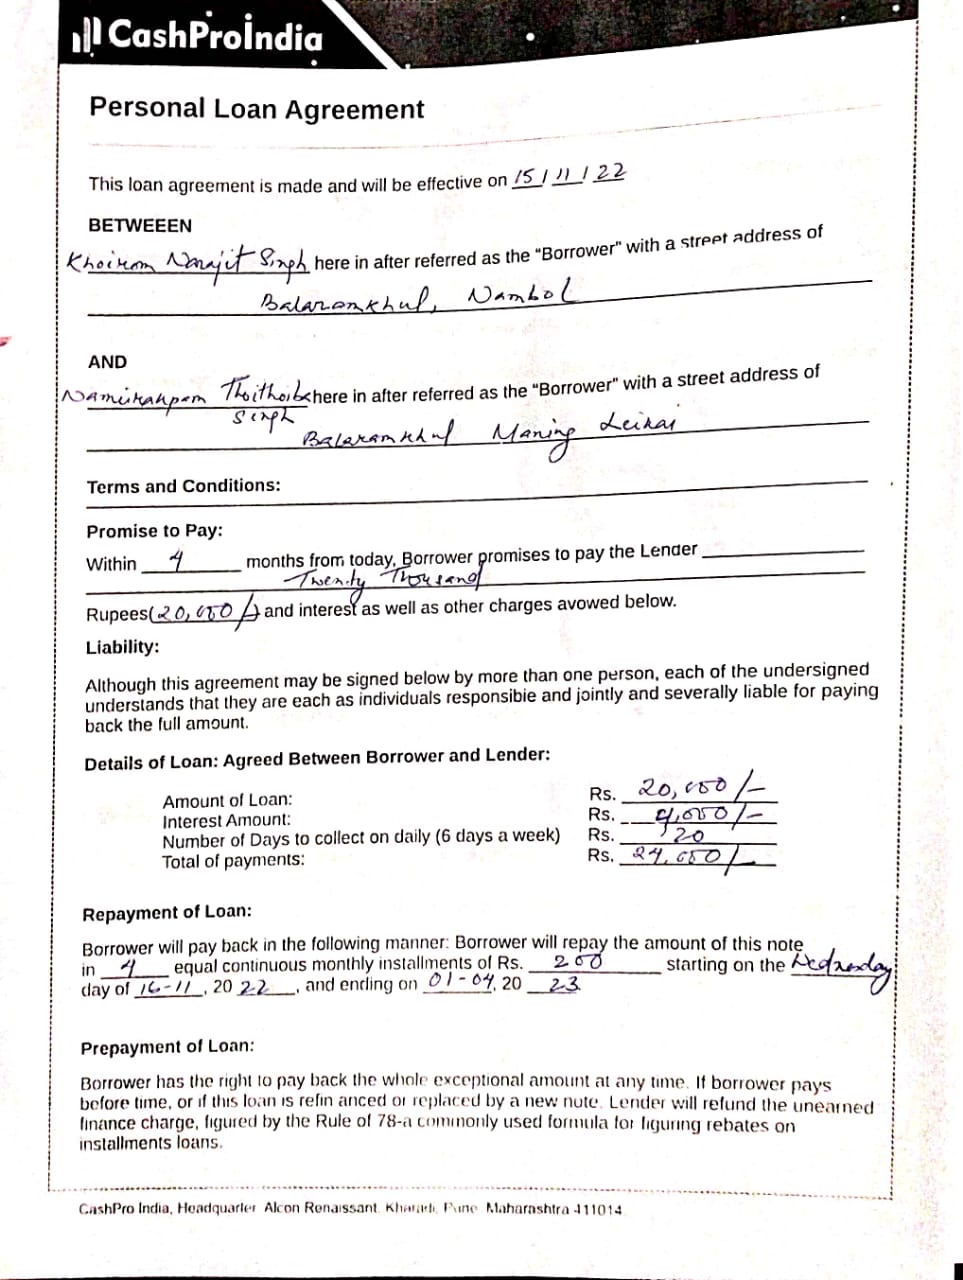 CashProIndia
Personal Loan Agreement
This loan agreement is made and will be effective on 15/11/22
BETWEEEN
Khoirom Narajit Singh here in after referred as the “Borrower” with a street address of
Balaramkhul, Nambol
AND
Thoithoiba here in after referred as the “Borrower” with a street address of
Singh
Balaramkhul Maning Leikai
Terms and Conditions:
Promise to Pay:
Within 4 months from today, Borrower promises to pay the Lender
Twenty Thousand
Rupees(20,000/-) and interest as well as other charges avowed below.
Liability:
Although this agreement may be signed below by more than one person, each of the undersigned
understands that they are each as individuals responsibie and jointly and severally liable for paying
back the full amount.
Details of Loan: Agreed Between Borrower and Lender:
Amount of Loan: Rs. 20,000/-
Interest Amount: Rs. 4,000/-
Number of Days to collect on daily (6 days a week) Rs. 120
Total of payments: Rs. 24,000/-
Repayment of Loan:
Borrower will pay back in the following manner: Borrower will repay the amount of this note
in 4 equal continuous monthly installments of Rs. 200 starting on the Wednesday
day of 16-11, 20 22, and ending on 01-04, 20 23
Prepayment of Loan:
Borrower has the right to pay back the whole exceptional amount at any time. If borrower pays
before time, or if this loan is refin anced or replaced by a new note. Lender will refund the unearned
finance charge, figured by the Rule of 78-a commonly used formula for figuring rebates on
installments loans.
CashPro India, Headquarter Alcon Renaissant, Kharadi, Pune Maharashtra 411014